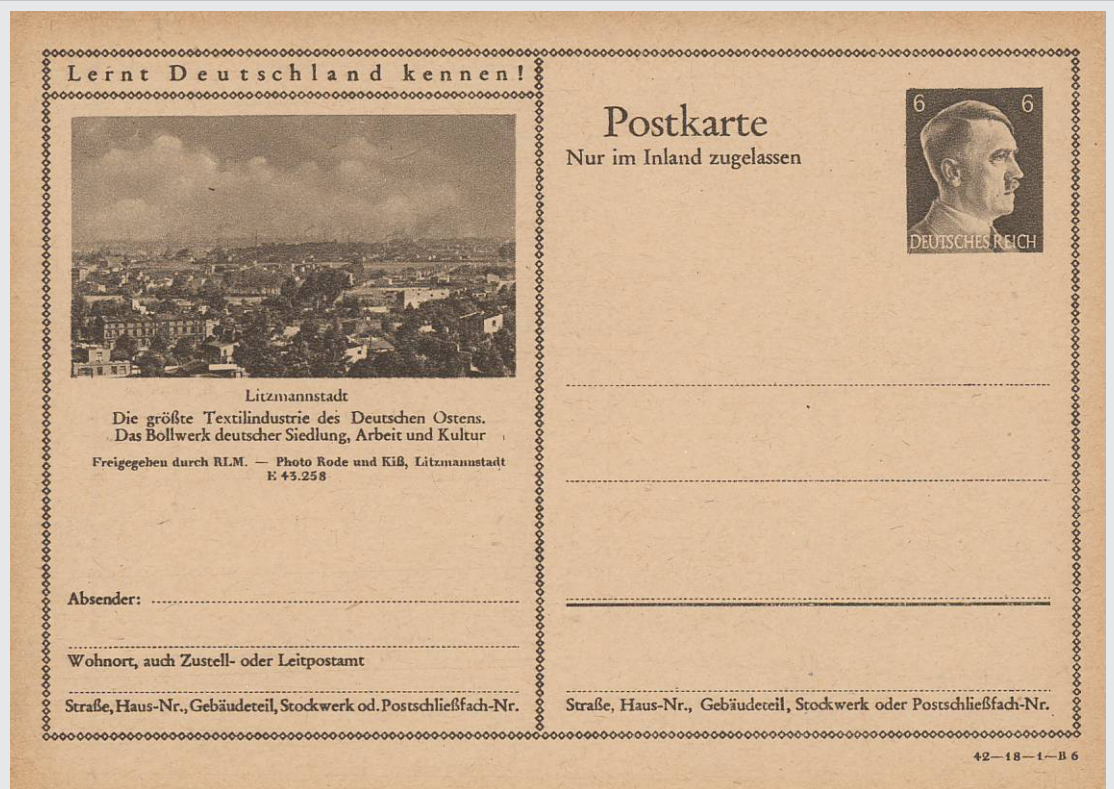 Lernt Deutschland kennen!
Litzmannstadt
Die größte Textilindustrie des Deutschen Ostens.
Das Bollwerk deutscher Siedlung, Arbeit und Kultur
Freigegeben durch RLM. — Photo Rode und Kiß, Litzmannstadt
E 43.258
Absender:
Wohnort, auch Zustell- oder Leitpostamt
Straße, Haus-Nr., Gebäudeteil, Stockwerk od. Postschließfach-Nr.
Postkarte
Nur im Inland zugelassen
6 6
DEUTSCHES REICH
Straße, Haus-Nr., Gebäudeteil, Stockwerk oder Postschließfach-Nr.
42—18—1—B 6